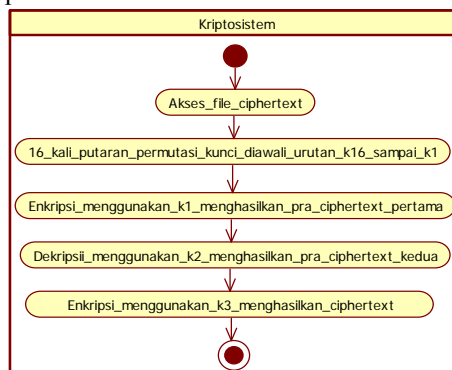 Kriptosistem
Akses_file_ciphertext
16_kali_putaran_permutasi_kunci_diawali_urutan_k16_sampai_k1
Enkripsi_menggunakan_k1_menghasilkan_pra_ciphertext_pertama
Dekripsii_menggunakan_k2_menghasilkan_pra_ciphertext_kedua
Enkripsi_menggunakan_k3_menghasilkan_ciphertext